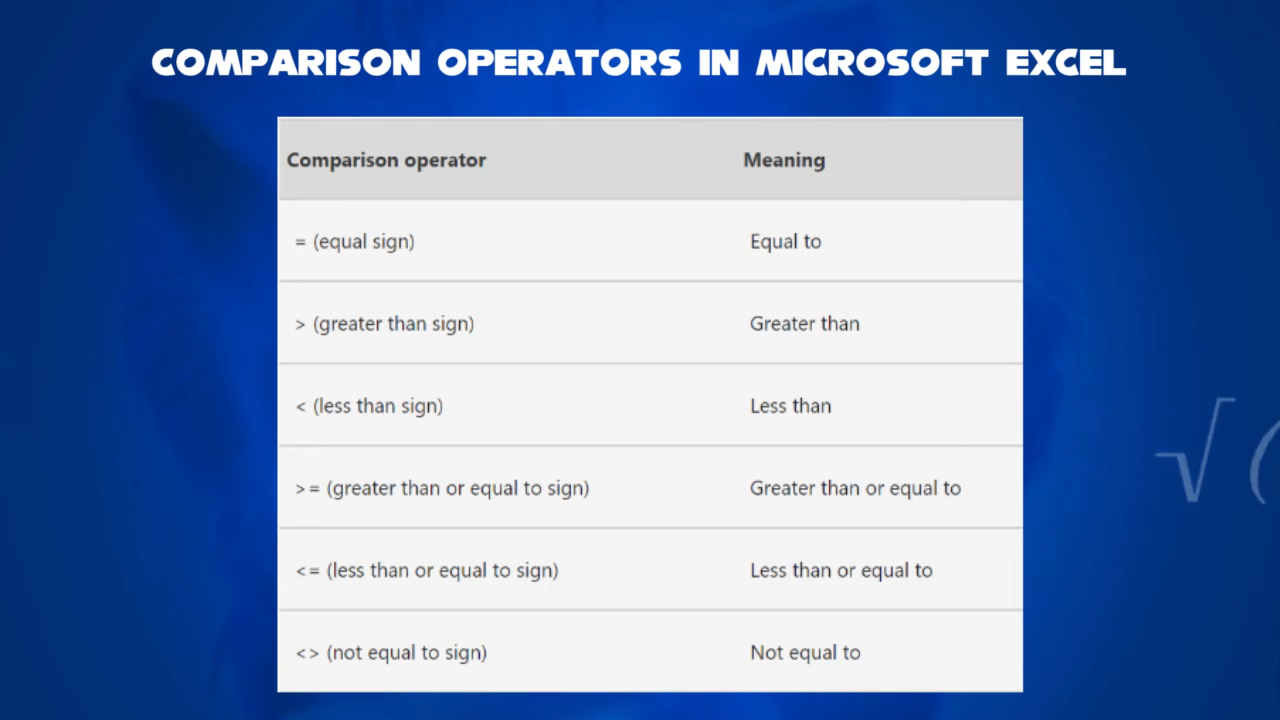 COMPARISON OPERATORS IN MICROSOFT EXCEL
Comparison operator Meaning
= (equal sign) Equal to
> (greater than sign) Greater than
< (less than sign) Less than
>= (greater than or equal to sign) Greater than or equal to
<= (less than or equal to sign) Less than or equal to
<> (not equal to sign) Not equal to
√(